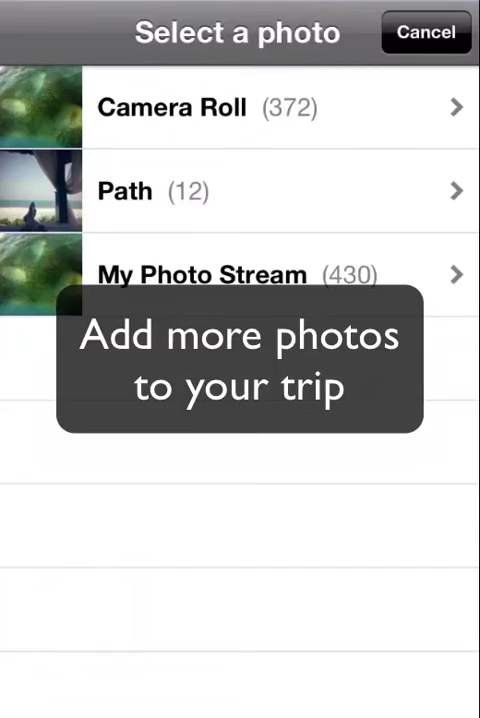 Select a photo
Cancel
Camera Roll (372)
Path (12)
My Photo Stream (430)
Add more photos
to your trip